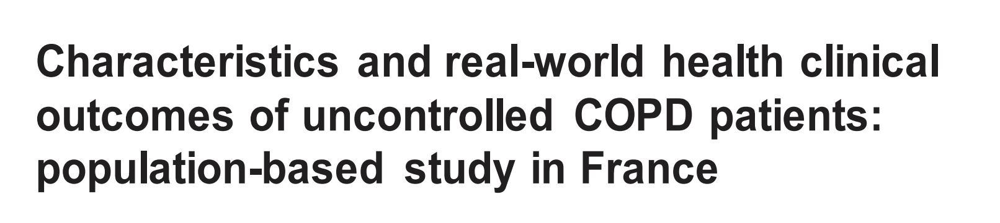 Characteristics and real-world health clinical
outcomes of uncontrolled COPD patients:
population-based study in France